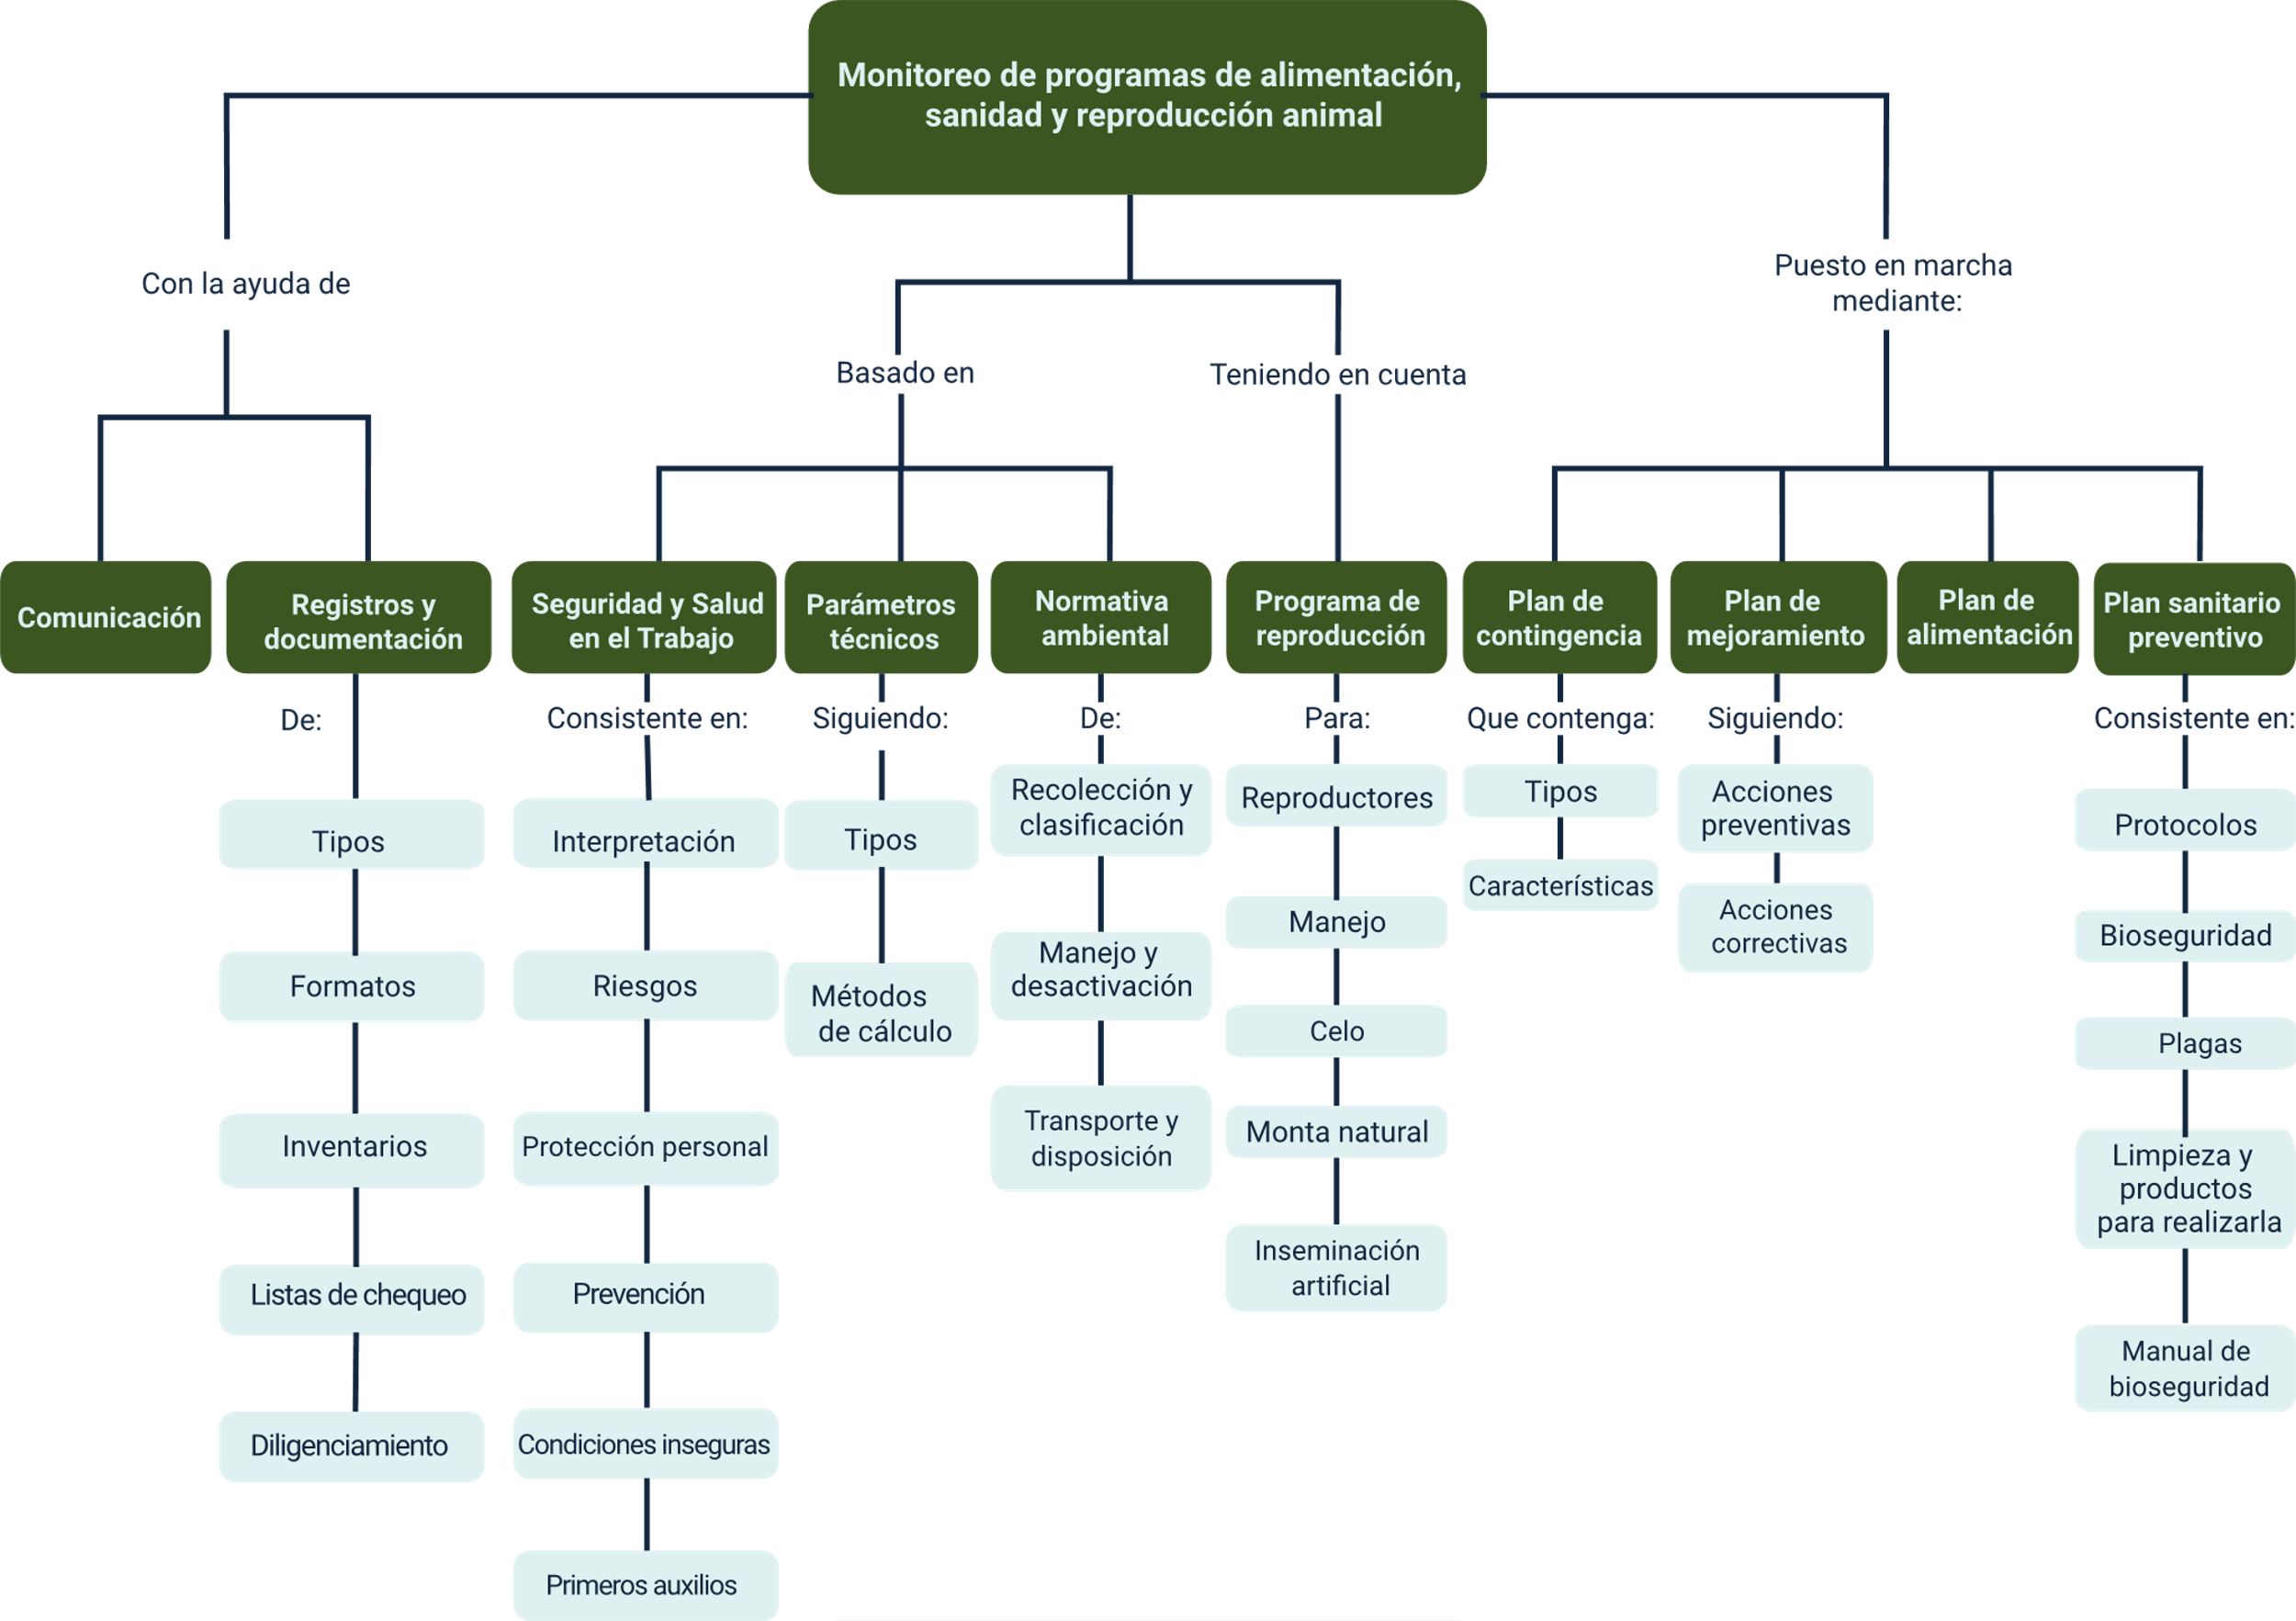 Monitoreo de programas de alimentación,
sanidad y reproducción animal
Con la ayuda de
Basado en
Teniendo en cuenta
Puesto en marcha
mediante:
Comunicación
Registros y
documentación
De:
Tipos
Formatos
Inventarios
Listas de chequeo
Diligenciamiento
Seguridad y Salud
en el Trabajo
Consistente en:
Interpretación
Riesgos
Protección personal
Prevención
Condiciones inseguras
Primeros auxilios
Parámetros
técnicos
Siguiendo:
Tipos
Métodos
de cálculo
Normativa
ambiental
De:
Recolección y
clasificación
Manejo y
desactivación
Transporte y
disposición
Programa de
reproducción
Para:
Reproductores
Manejo
Celo
Monta natural
Inseminación
artificial
Plan de
contingencia
Que contenga:
Tipos
Características
Plan de
mejoramiento
Siguiendo:
Acciones
preventivas
Acciones
correctivas
Plan de
alimentación
Plan sanitario
preventivo
Consistente en:
Protocolos
Bioseguridad
Plagas
Limpieza y
productos
para realizarla
Manual de
bioseguridad